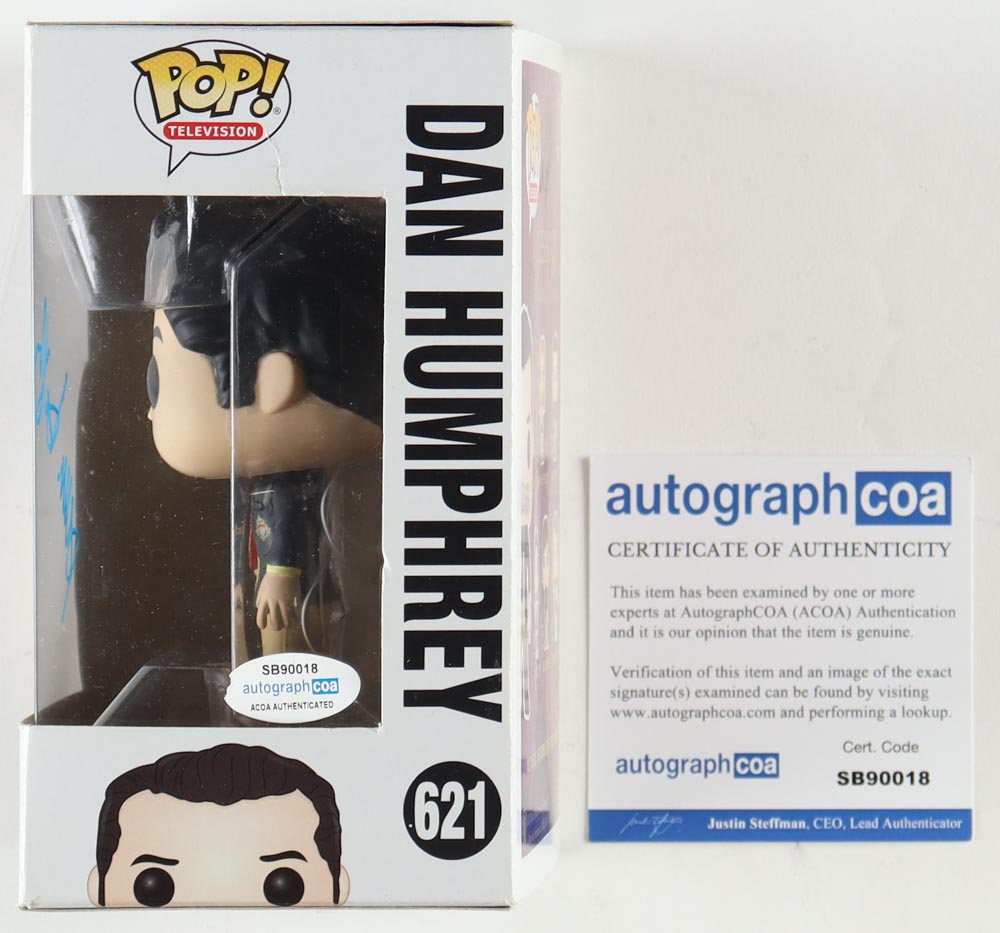 POP!
TELEVISION
DAN HUMPHREY
621
SB90018
autograph coa
ACOA AUTHENTICATED
autograph coa
CERTIFICATE OF AUTHENTICITY
This item has been examined by one or more
experts at AutographCOA (ACOA) Authentication
and it is our opinion that the item is genuine.
Verification of this item and an image of the exact
signature(s) examined can be found by visiting
www.autographcoa.com and performing a lookup.
autograph coa
Cert. Code
SB90018
Justin Steffman, CEO, Lead Authenticator